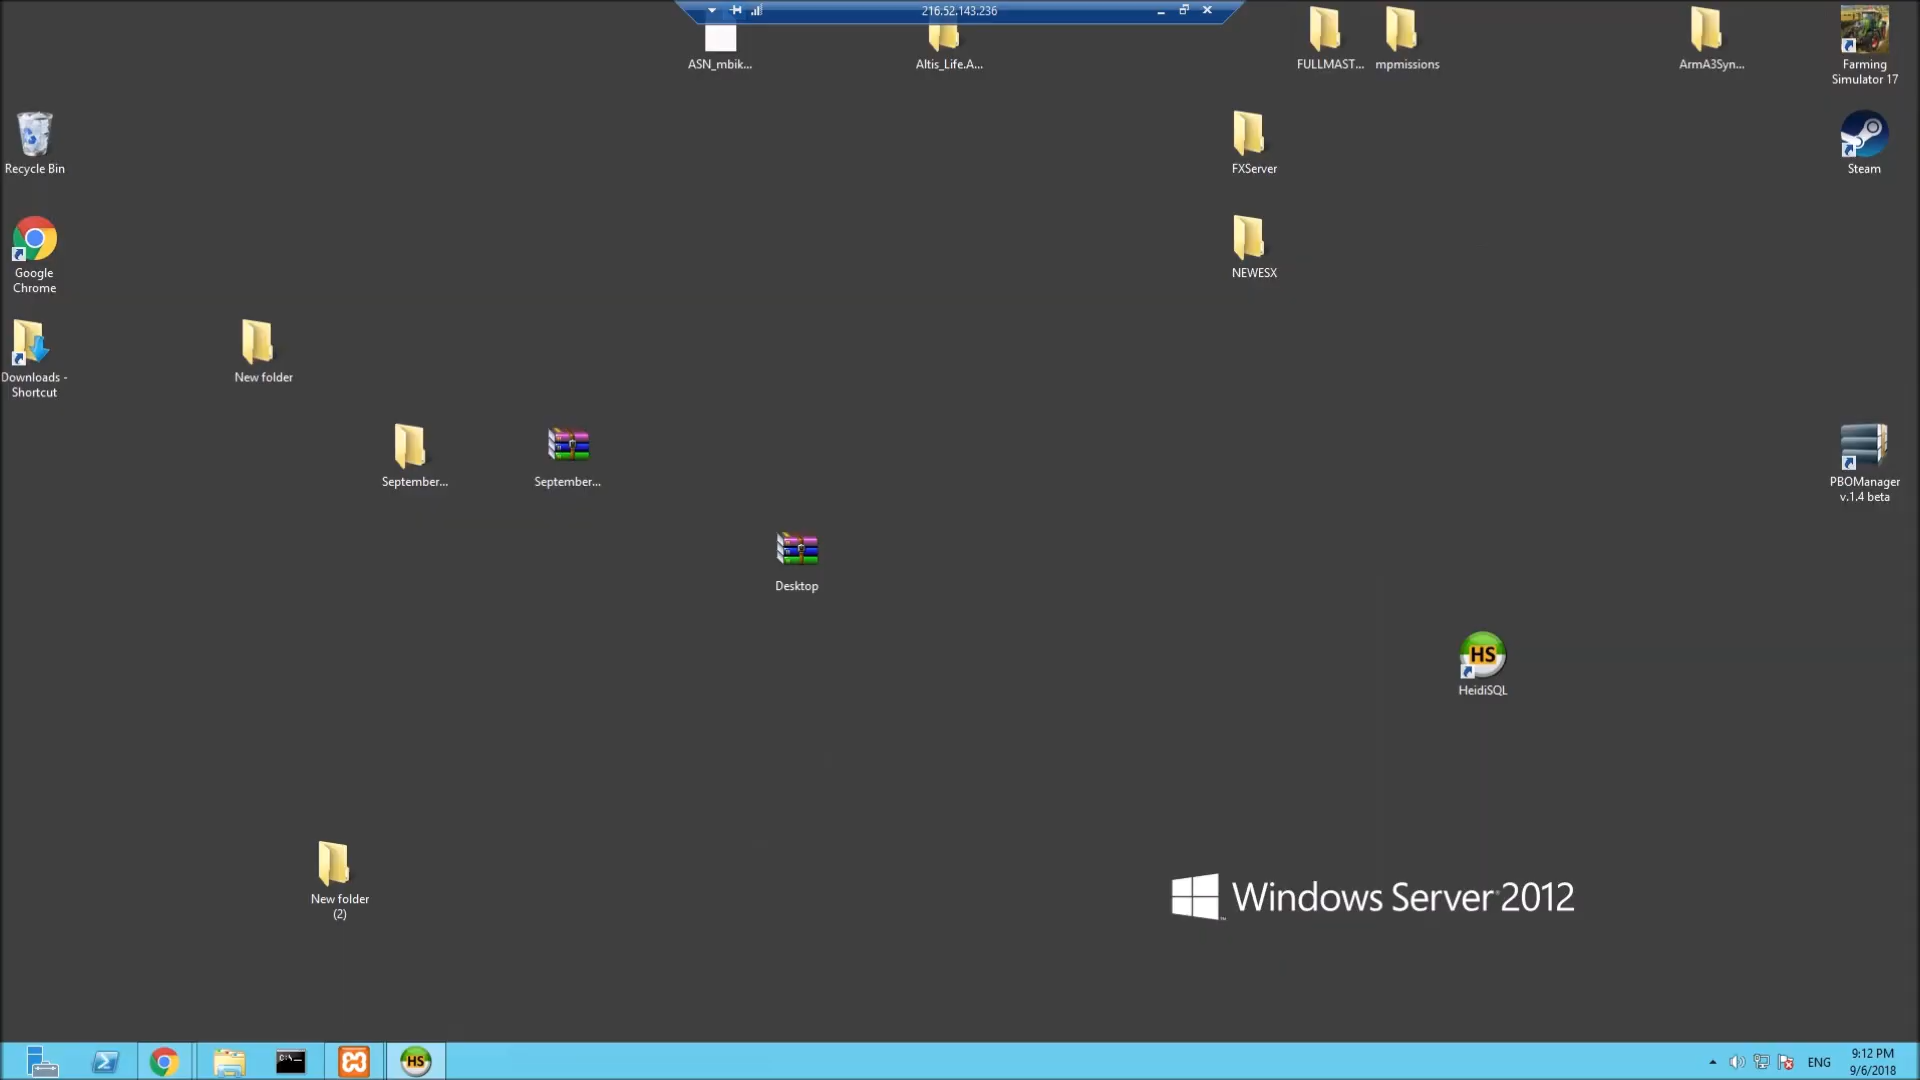 216.52.143.236
ASN_mbik...
Altis_Life.A...
FULLMAST...
mpmissions
ArmA3Syn...
Farming
Simulator 17
Recycle Bin
FXServer
Steam
Google
Chrome
NEWESX
Downloads -
Shortcut
New folder
September...
September...
PBOManager
v.1.4 beta
Desktop
HS
HeidiSQL
New folder
(2)
Windows Server 2012
C:\.
HS
ENG
9:12 PM
9/6/2018